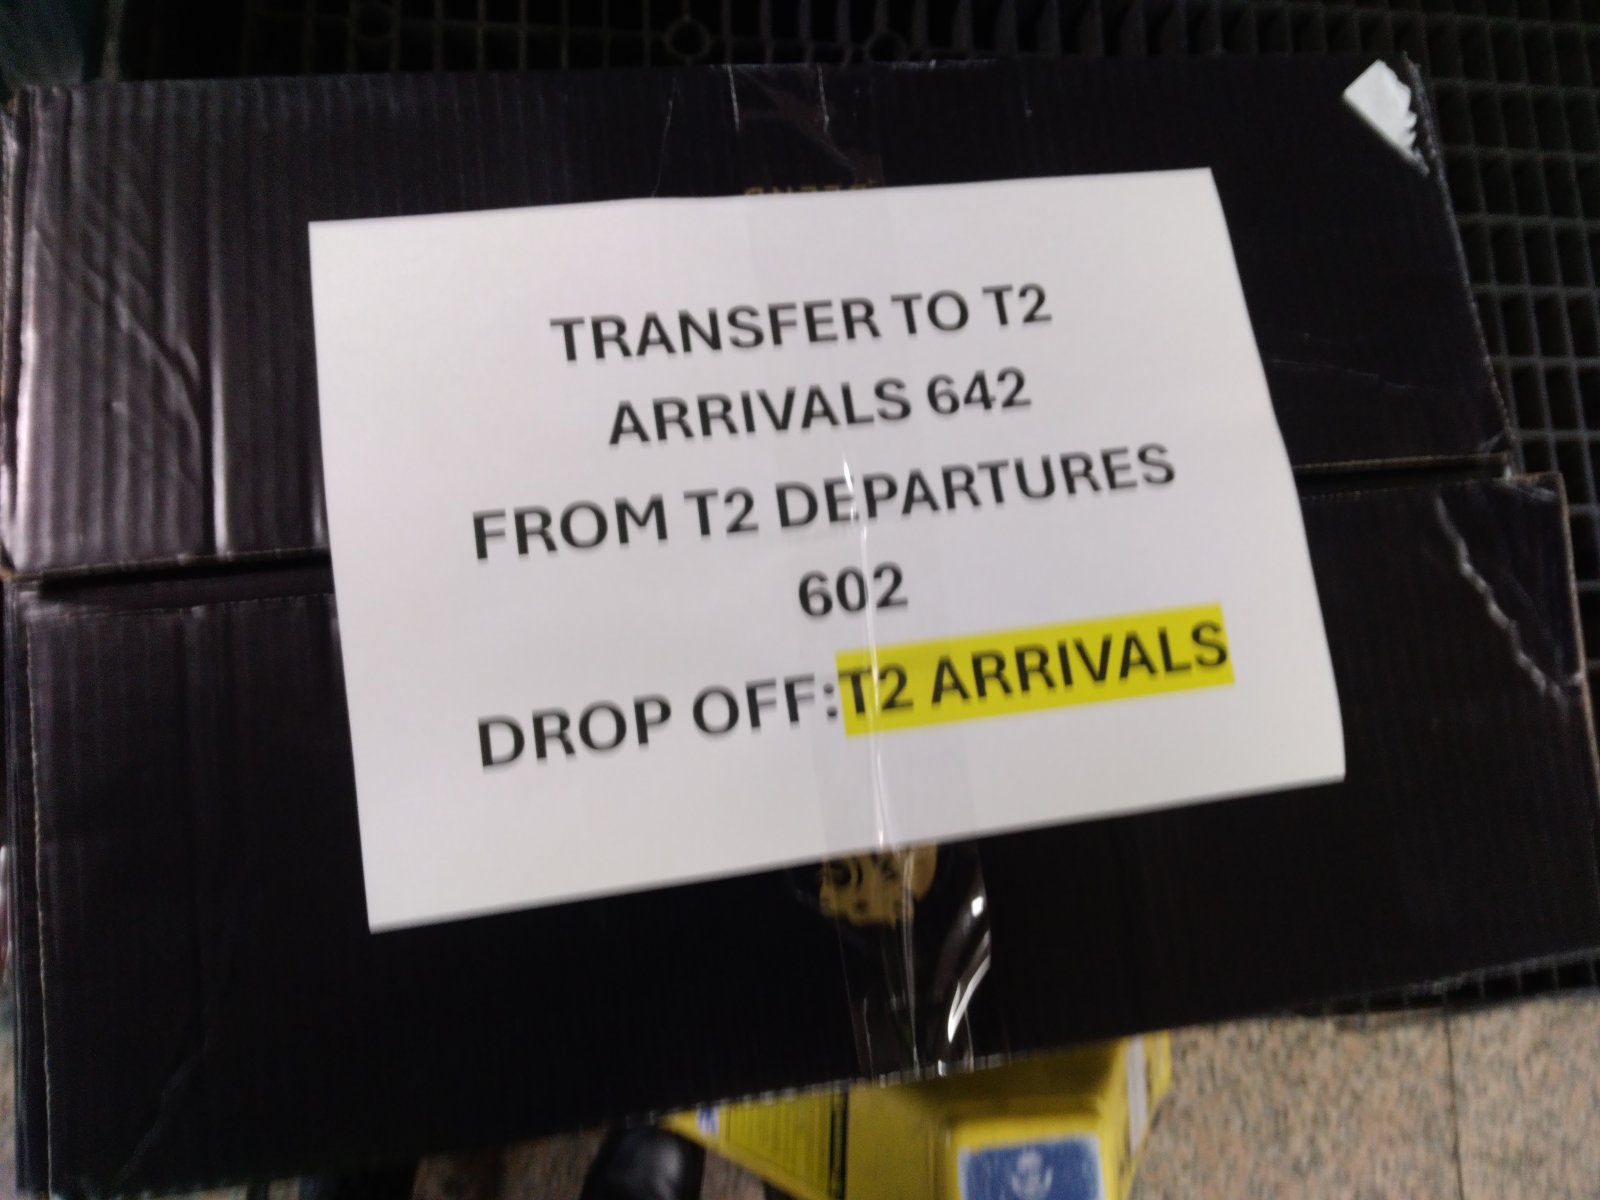 TRANSFER TO T2
ARRIVALS 642
FROM T2 DEPARTURES
602
DROP OFF:T2 ARRIVALS